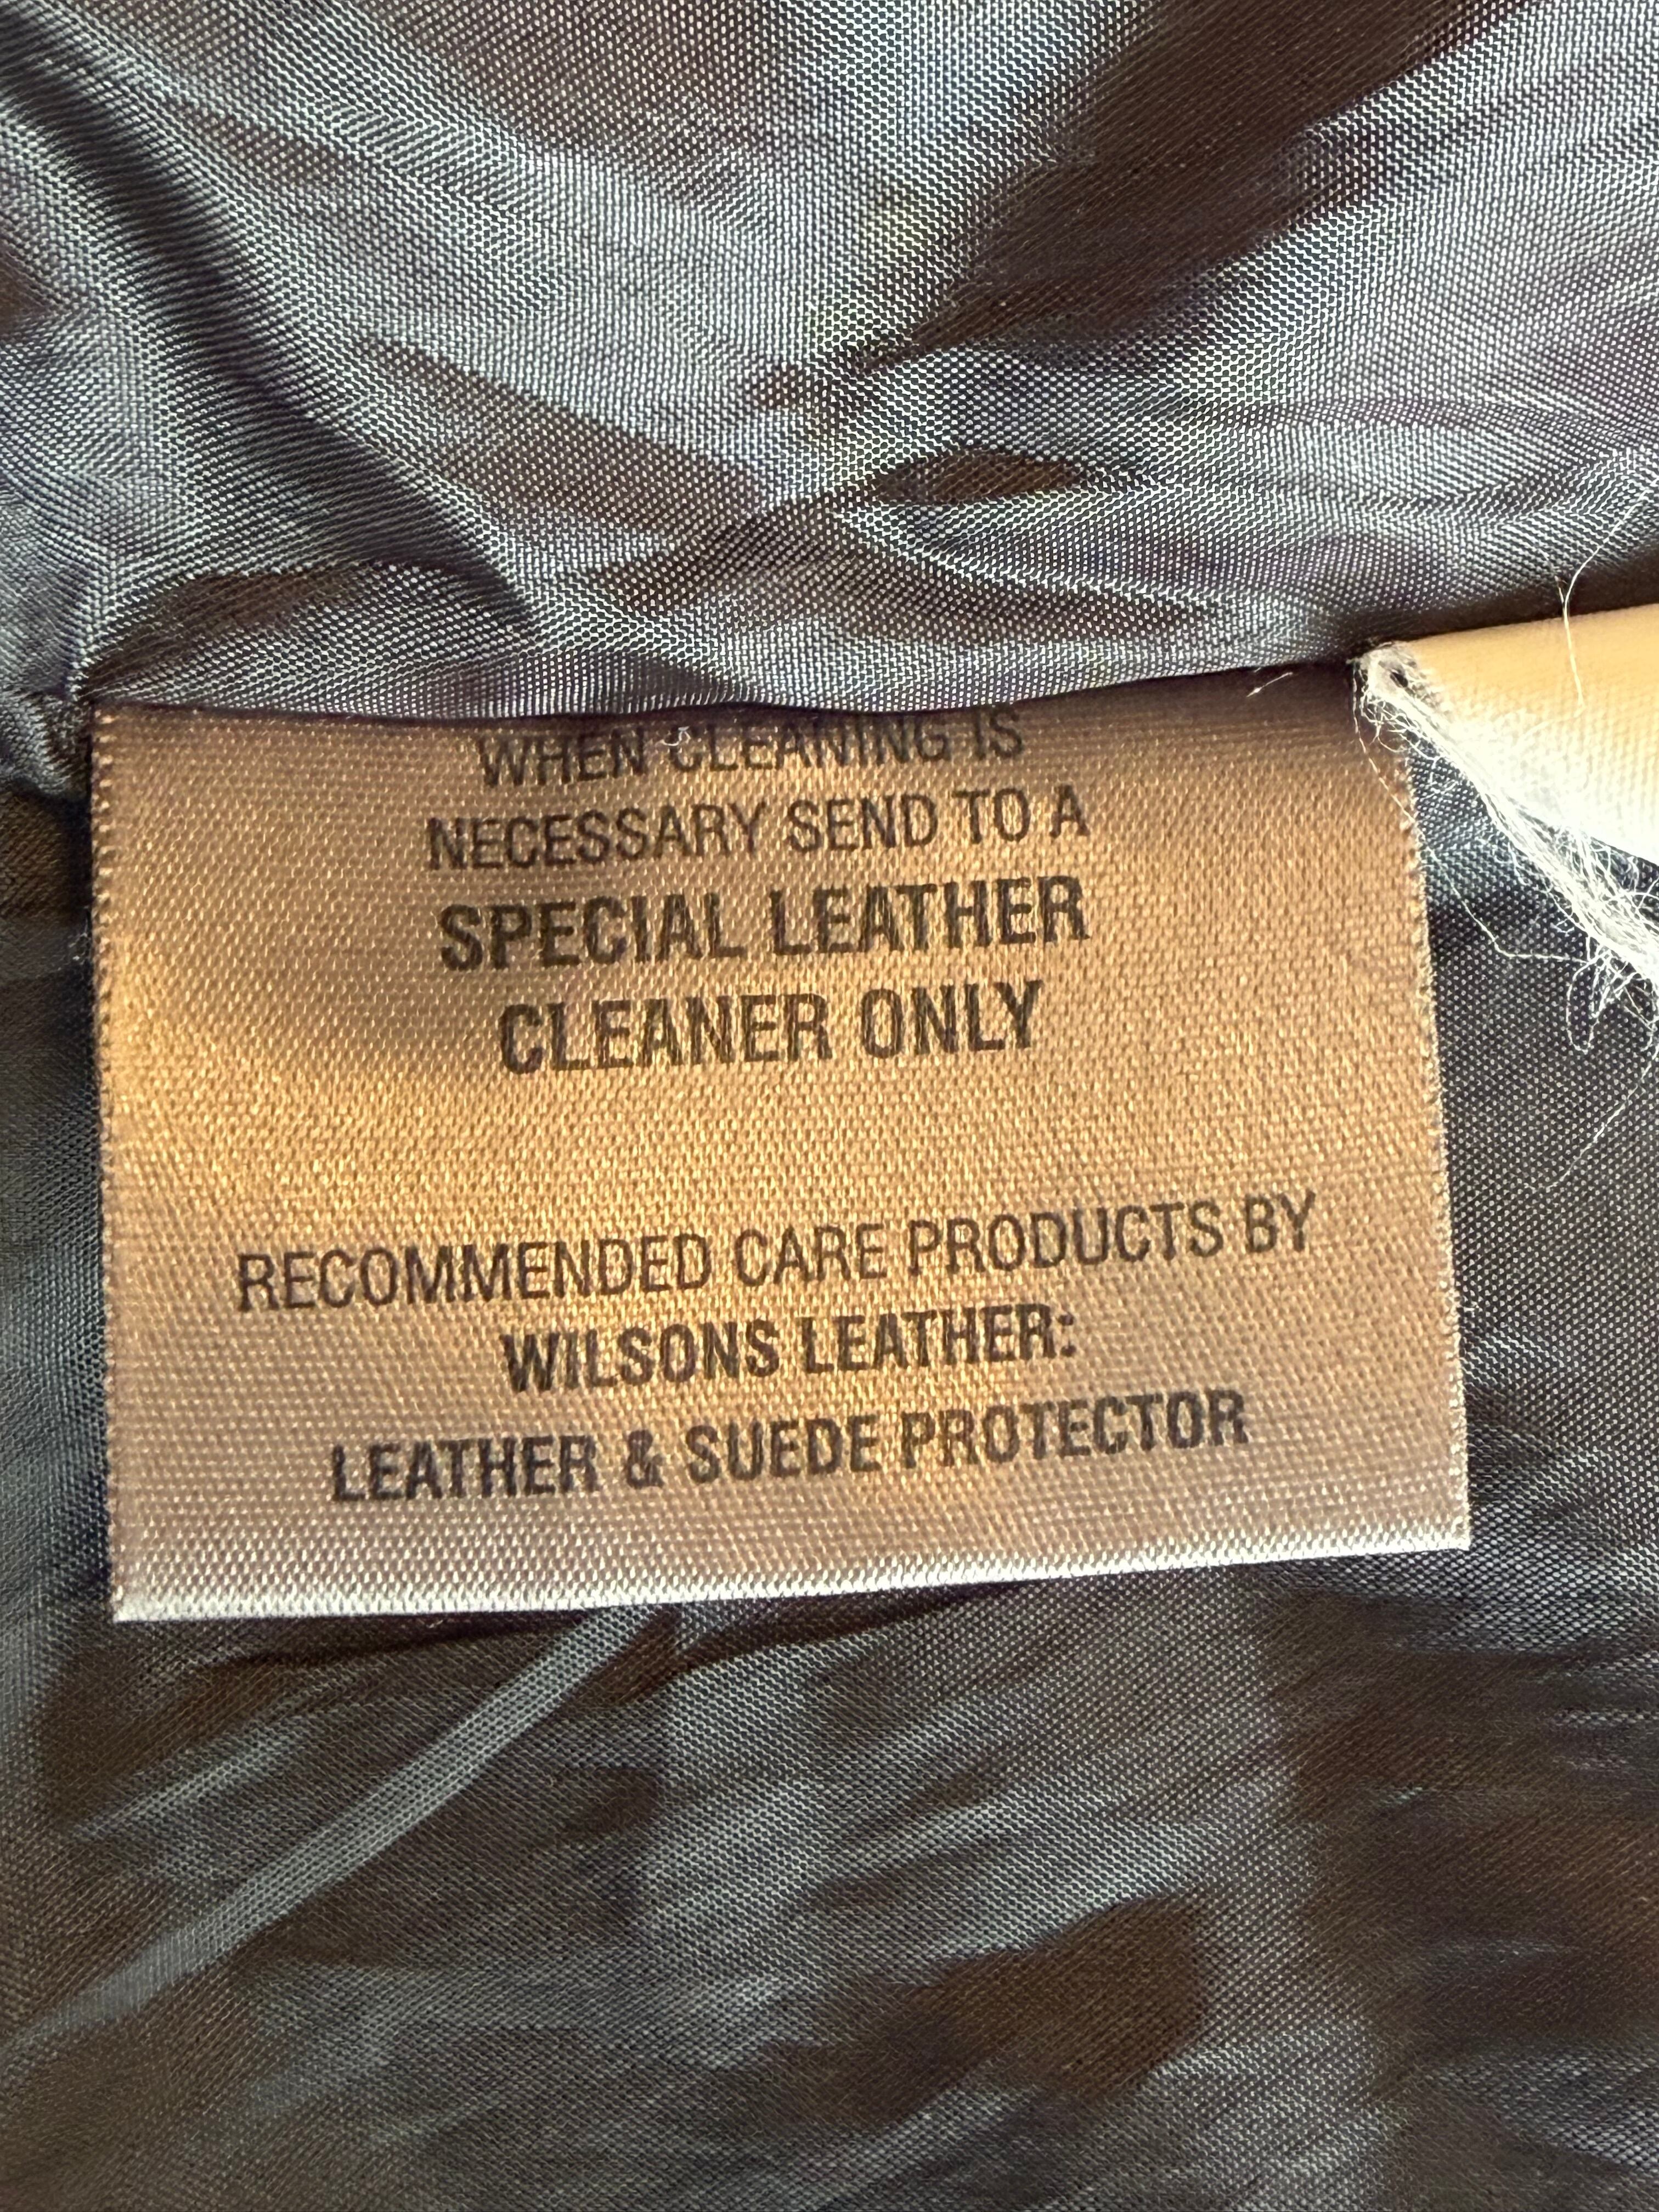 WHEN CLEANING IS
NECESSARY SEND TO A
SPECIAL LEATHER
CLEANER ONLY
RECOMMENDED CARE PRODUCTS BY
WILSONS LEATHER:
LEATHER & SUEDE PROTECTOR